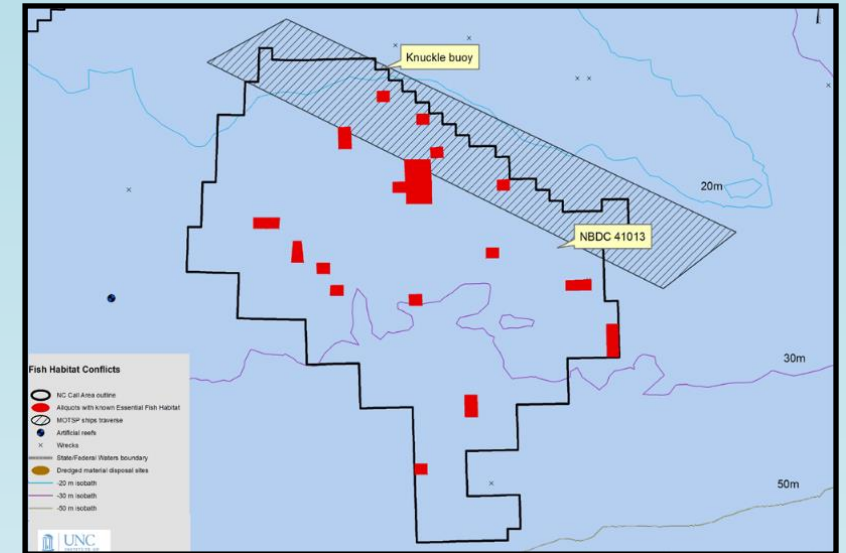 Knuckle buoy
20m
NBDC 41013
30m
50m
Fish Habitat Conflicts
NC Call Area outline
Aliquots with known Essential Fish Habitat
MOTSP ships traverse
Artificial reefs
Wrecks
State/Federal Waters boundary
Dredged material disposal sites
-20 m isobath
-30 m isobath
-50 m isobath
UNC